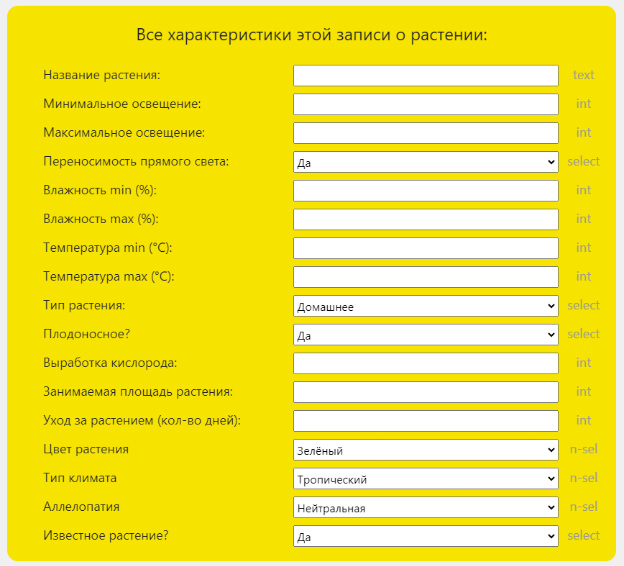 Все характеристики этой записи о растении:
Название растения: text
Минимальное освещение: int
Максимальное освещение: int
Переносимость прямого света: Да select
Влажность min (%): int
Влажность max (%): int
Температура min (°C): int
Температура max (°C): int
Тип растения: Домашнее select
Плодоносное? Да select
Выработка кислорода: int
Занимаемая площадь растения: int
Уход за растением (кол-во дней): int
Цвет растения Зелёный n-sel
Тип климата Тропический n-sel
Аллелопатия Нейтральная n-sel
Известное растение? Да select